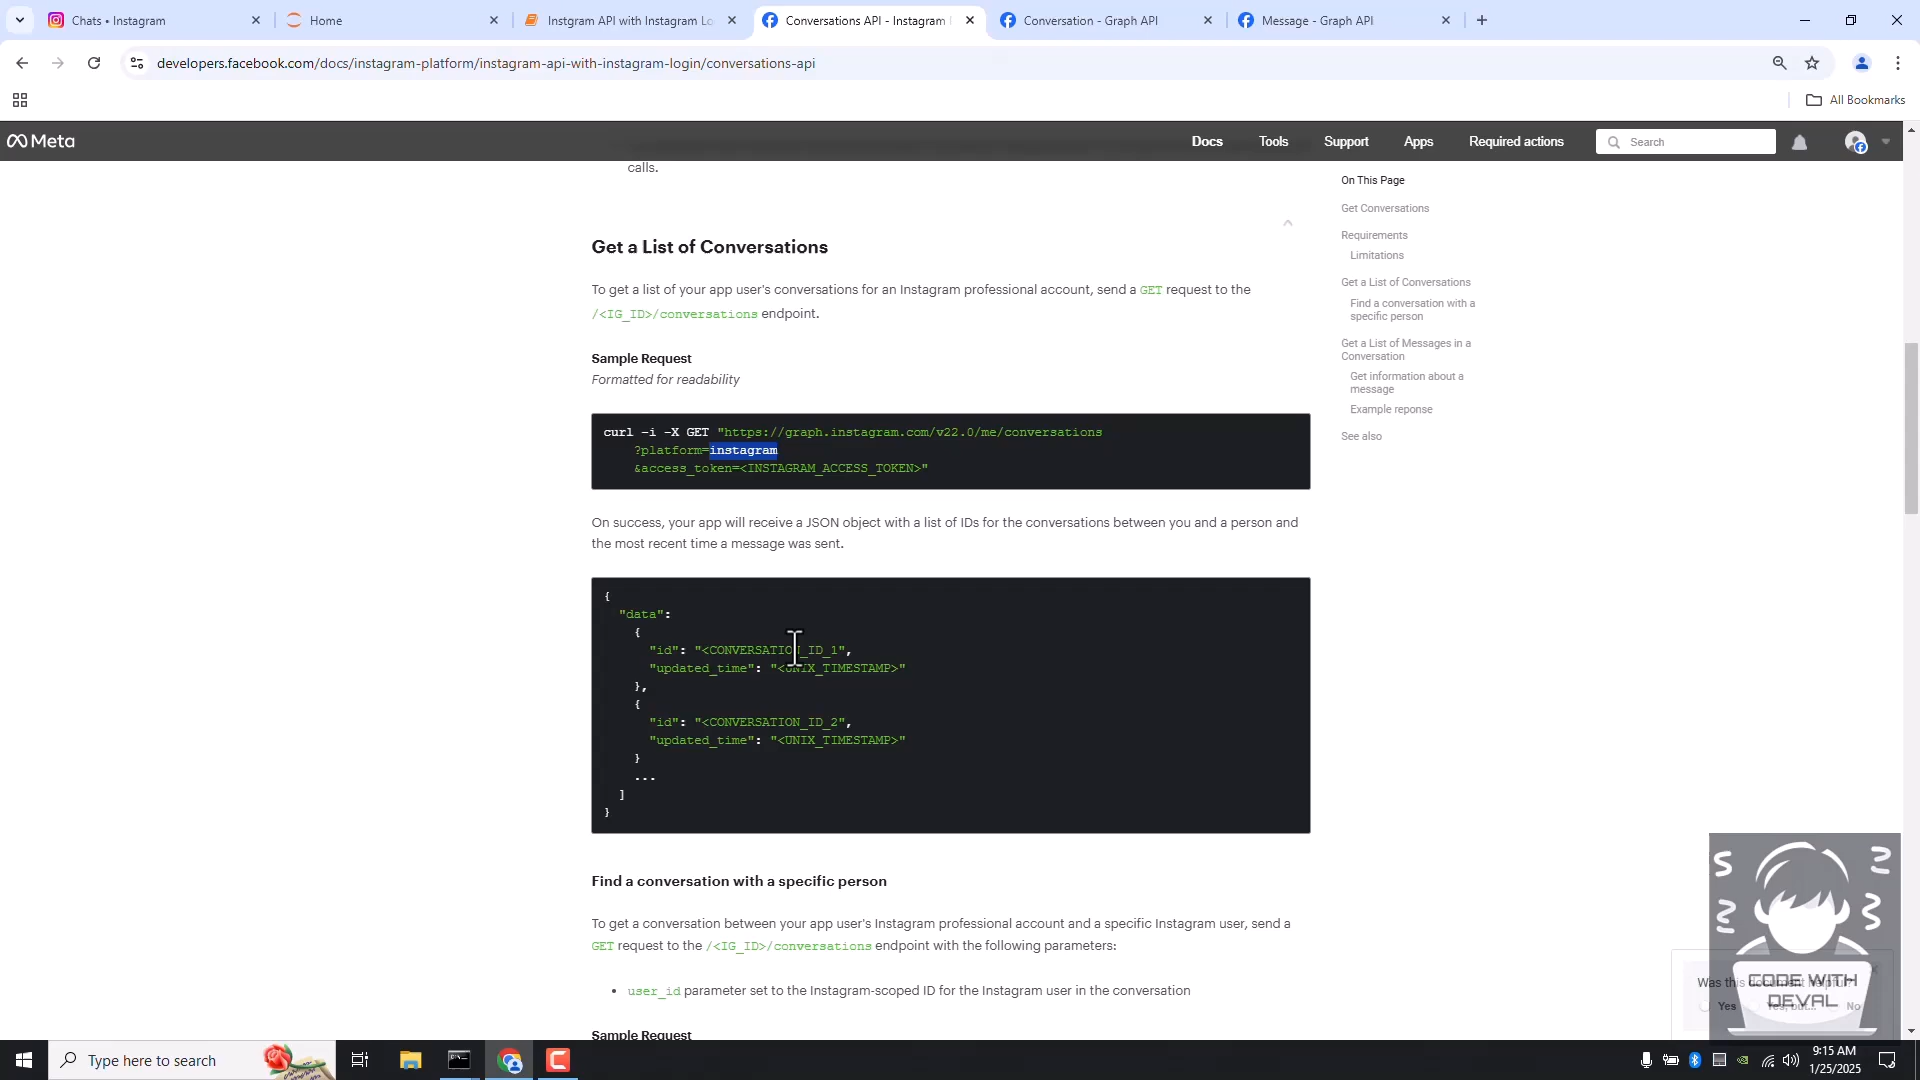 Chats • Instagram
Home
Instgram API with Instagram Lo
Conversations API - Instagram
Conversation - Graph API
Message - Graph API
developers.facebook.com/docs/instagram-platform/instagram-api-with-instagram-login/conversations-api
All Bookmarks
Meta
Docs
Tools
Support
Apps
Required actions
Search
calls.
On This Page
Get Conversations
Requirements
Limitations
Get a List of Conversations
Find a conversation with a
specific person
Get a List of Messages in a
Conversation
Get information about a
message
Example reponse
See also
Get a List of Conversations
To get a list of your app user's conversations for an Instagram professional account, send a GET request to the
/<IG_ID>/conversations endpoint.
Sample Request
Formatted for readability
curl -i -X GET "https://graph.instagram.com/v22.0/me/conversations
?platform=instagram
&access_token=<INSTAGRAM_ACCESS_TOKEN>"
On success, your app will receive a JSON object with a list of IDs for the conversations between you and a person and
the most recent time a message was sent.
{
"data":
{
"id": "<CONVERSATION_ID_1",
"updated_time": "<UNIX_TIMESTAMP>"
},
{
"id": "<CONVERSATION_ID_2",
"updated_time": "<UNIX_TIMESTAMP>"
}
...
]
}
Find a conversation with a specific person
To get a conversation between your app user's Instagram professional account and a specific Instagram user, send a
GET request to the /<IG_ID>/conversations endpoint with the following parameters:
• user_id parameter set to the Instagram-scoped ID for the Instagram user in the conversation
Sample Request
Was this document helpful?
Yes Yes, but... No
CODE WITH
DEVAL
Type here to search
9:15 AM
1/25/2025